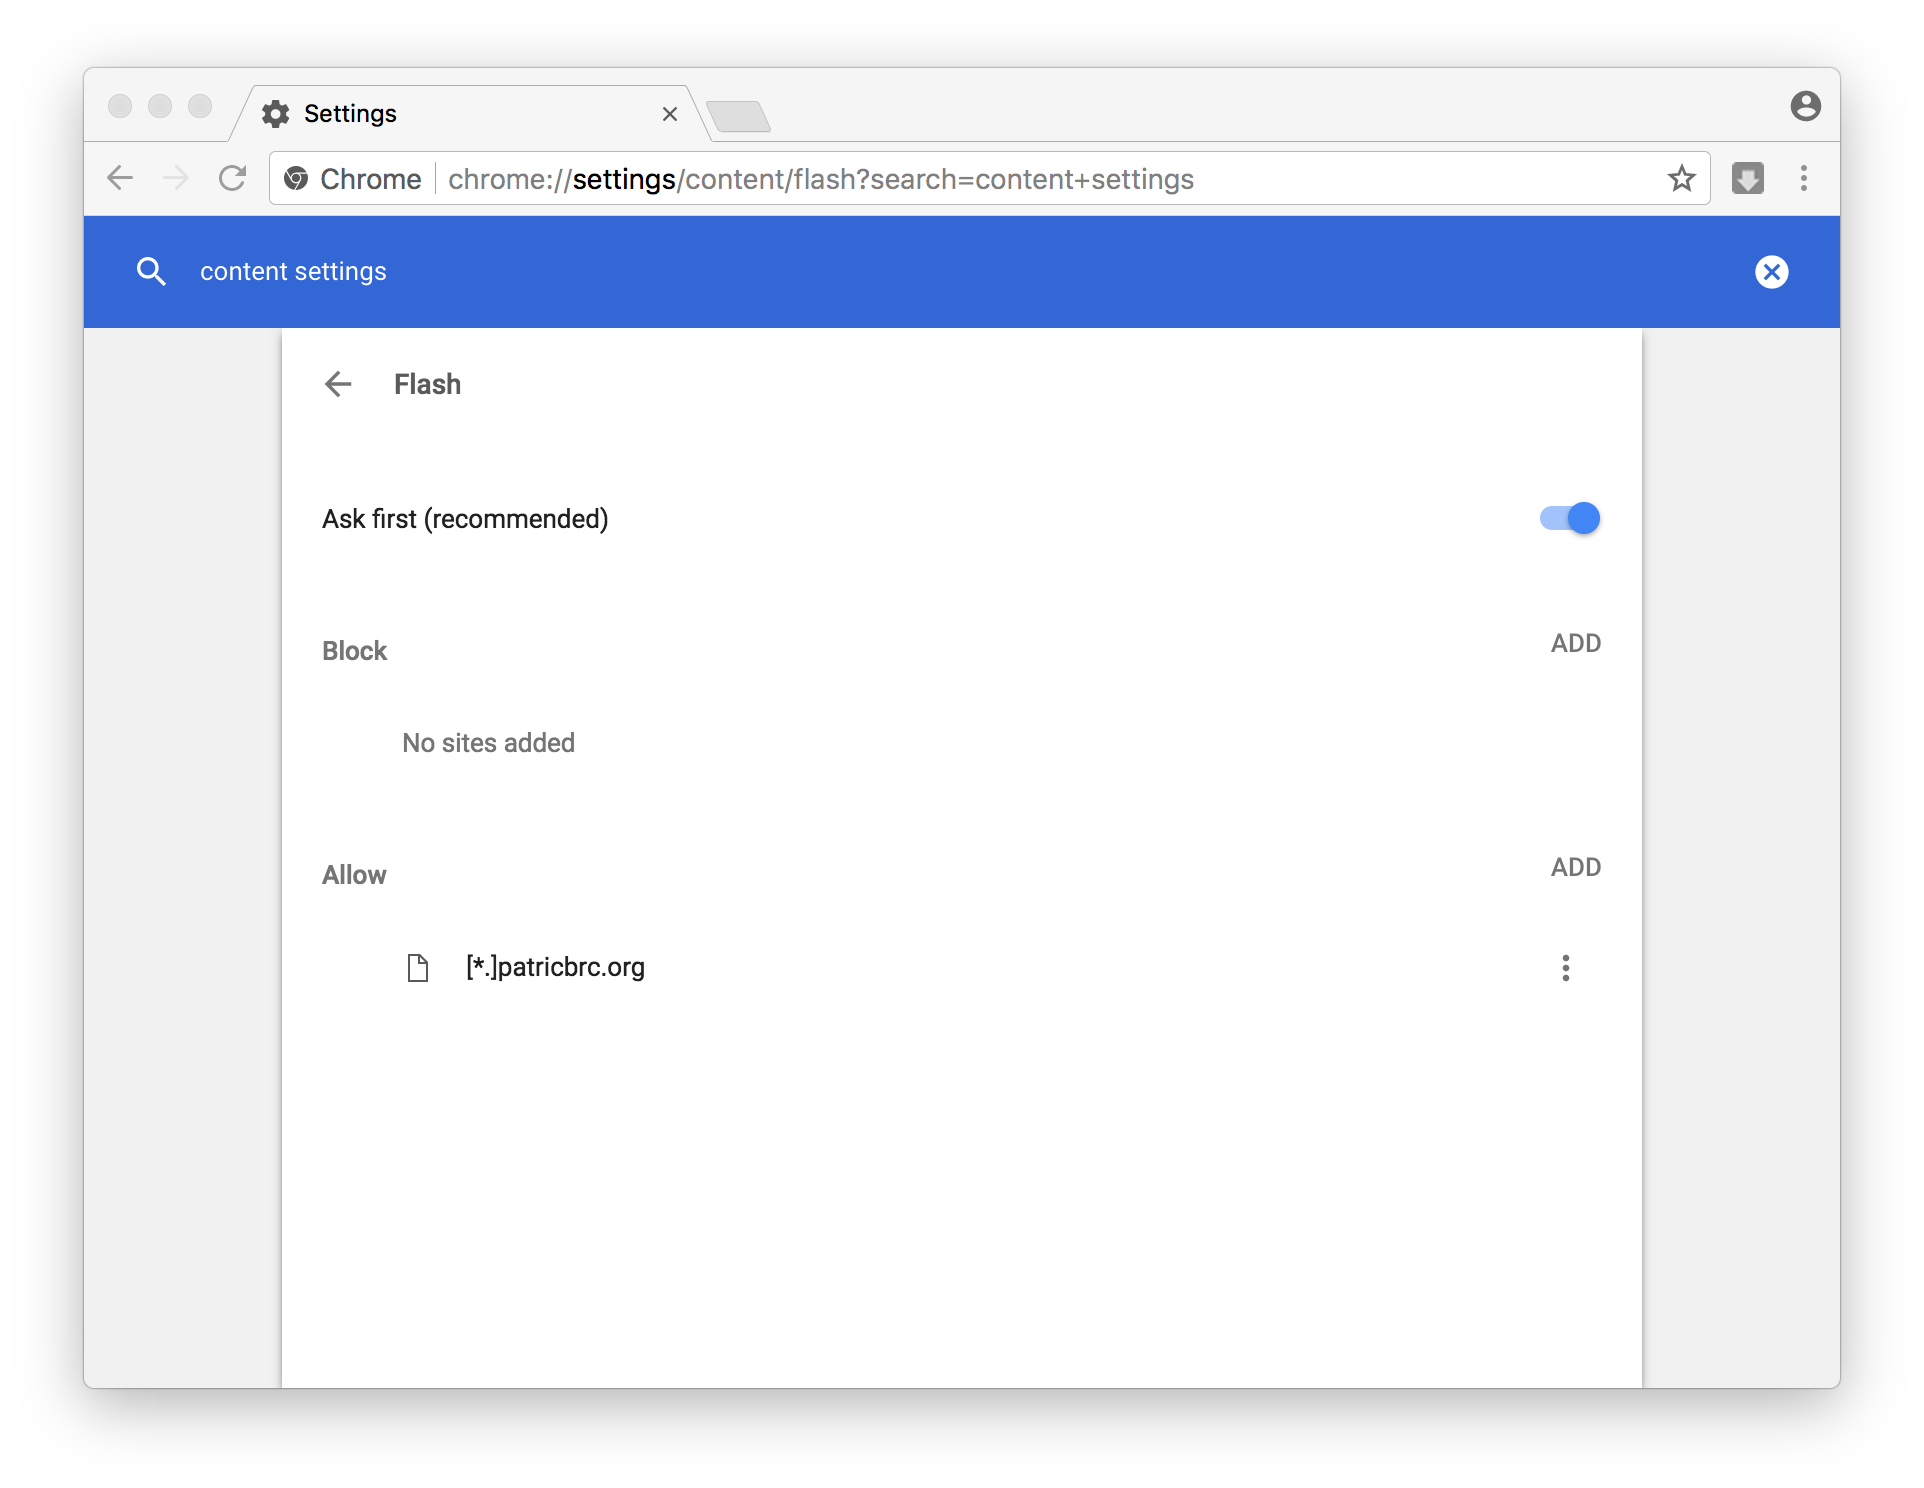 Settings
Chrome chrome://settings/content/flash?search=content+settings
content settings
Flash
Ask first (recommended)
Block ADD
No sites added
Allow ADD
[*.]patricbrc.org